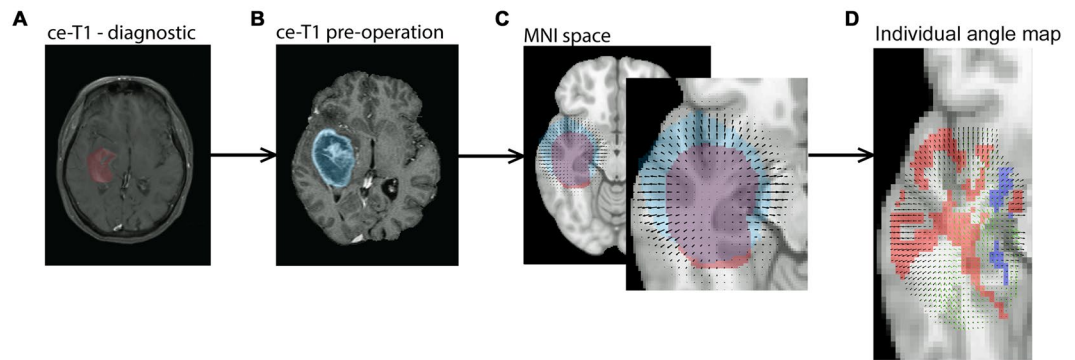 A
ce-T1 - diagnostic
B
ce-T1 pre-operation
C
MNI space
D
Individual angle map